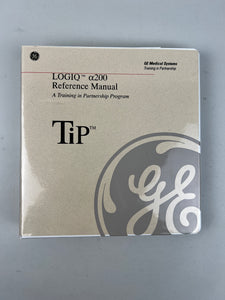 GE Medical Systems
Training in Partnership
LOGIQ™ α200
Reference Manual
A Training in Partnership Program
TiP™
GE